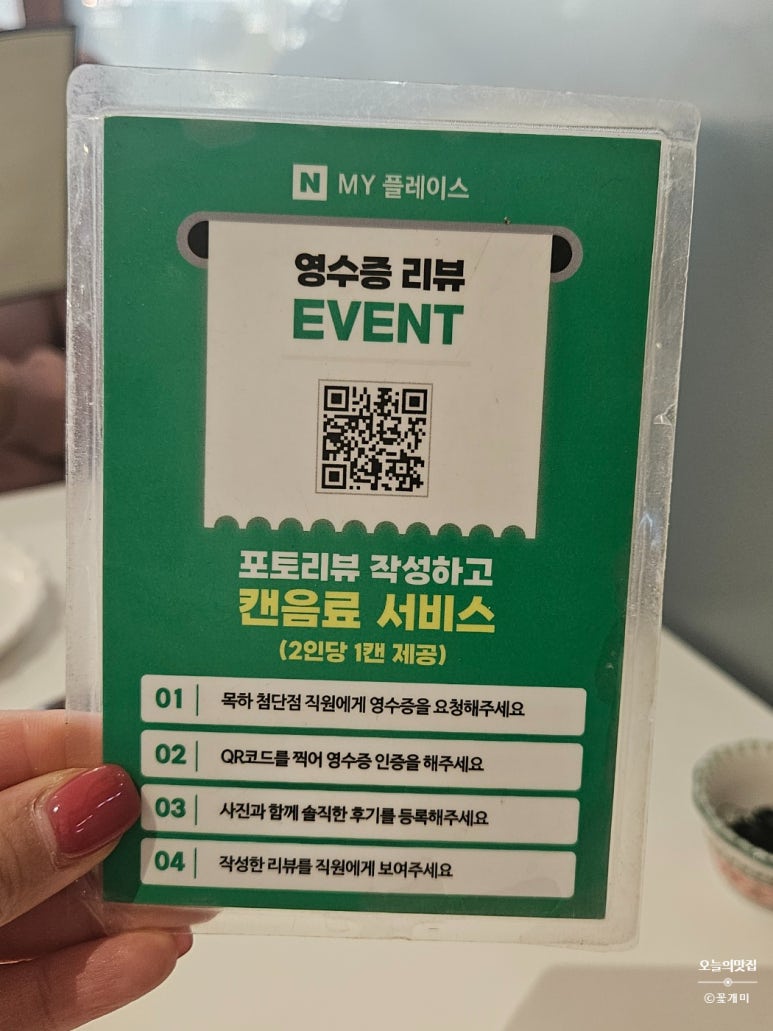 N MY 플레이스
영수증 리뷰
EVENT
포토리뷰 작성하고
캔음료 서비스
(2인당 1캔 제공)
01 목하 첨단점 직원에게 영수증을 요청해주세요
02 QR코드를 찍어 영수증 인증을 해주세요
03 사진과 함께 솔직한 후기를 등록해주세요
04 작성한 리뷰를 직원에게 보여주세요
오늘의맛집
©꽃개미